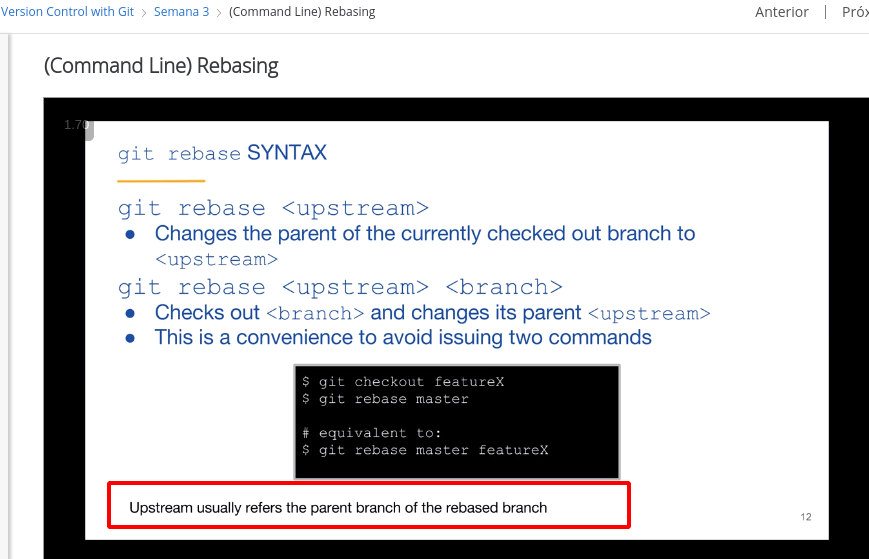 Version Control with Git > Semana 3 > (Command Line) Rebasing
Anterior | Próx
(Command Line) Rebasing
1.70
git rebase SYNTAX
git rebase <upstream>
● Changes the parent of the currently checked out branch to
<upstream>
git rebase <upstream> <branch>
● Checks out <branch> and changes its parent <upstream>
● This is a convenience to avoid issuing two commands
$ git checkout featureX
$ git rebase master
# equivalent to:
$ git rebase master featureX
Upstream usually refers the parent branch of the rebased branch
12